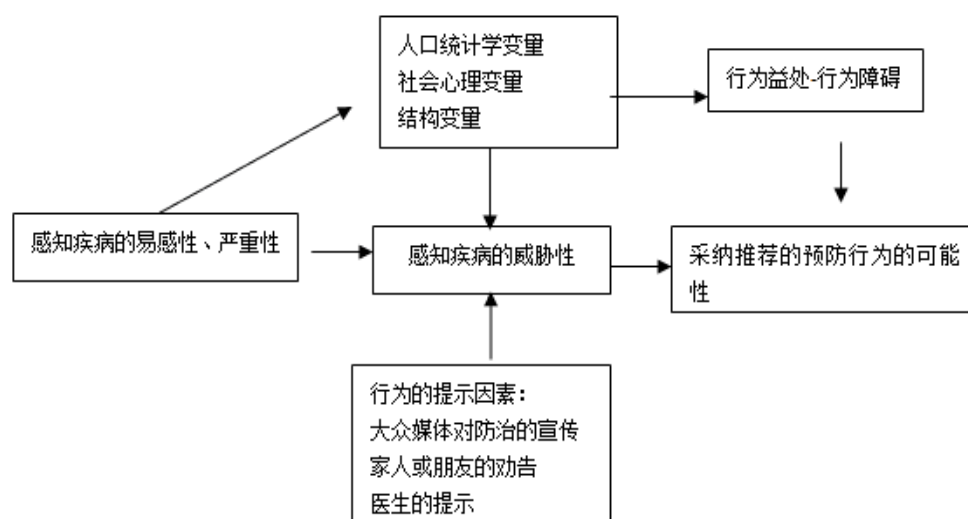 人口统计学变量
社会心理变量
结构变量
行为益处-行为障碍
感知疾病的易感性、严重性
感知疾病的威胁性
采纳推荐的预防行为的可能
性
行为的提示因素：
大众媒体对防治的宣传
家人或朋友的劝告
医生的提示